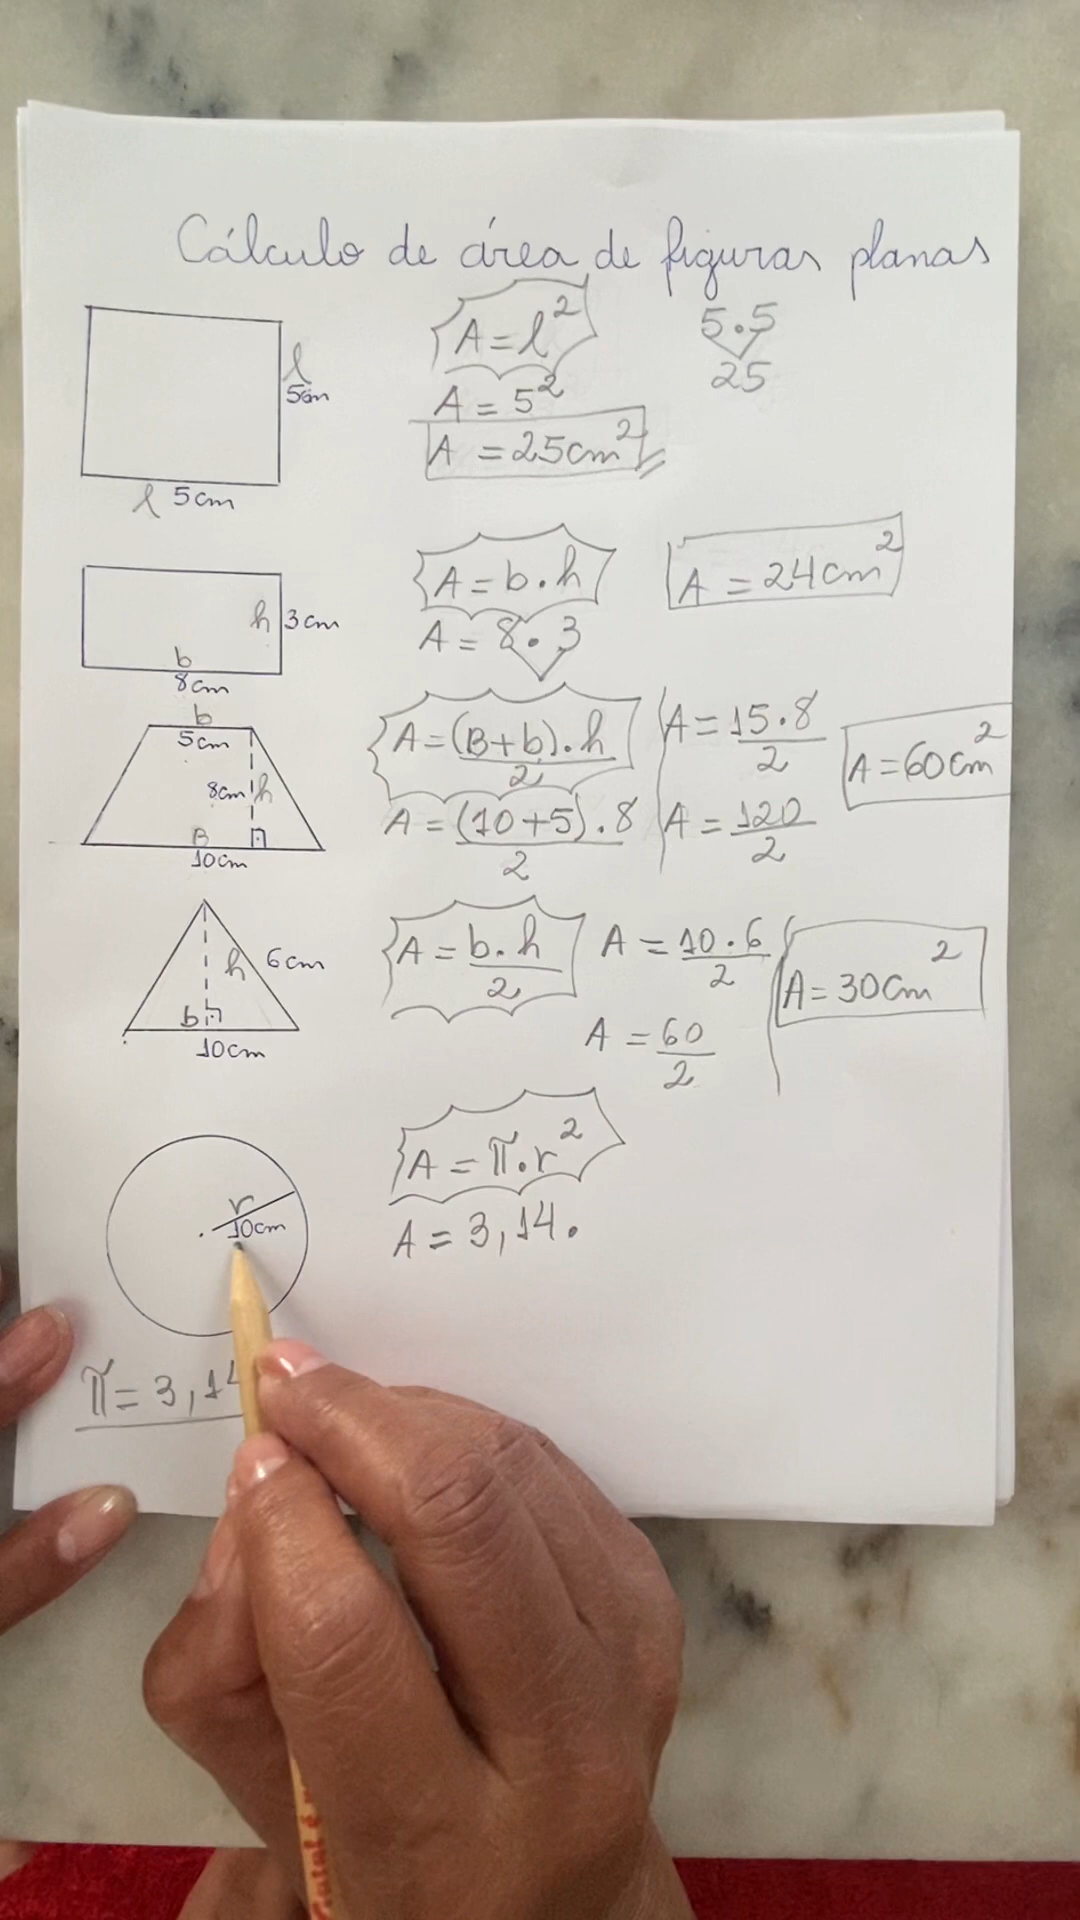 Cálculo de área de figuras planas
l
5cm
l 5cm
A = l²
A = 5²
A = 25cm²
5.5
25
h 3cm
b
8cm
A = b.h
A = 8.3
A = 24cm²
b
5cm
8cm h
B
10cm
A = (B+b).h
2
A = (10+5).8
2
A = 15.8
2
A = 120
2
A = 60cm²
h 6cm
b
10cm
A = b.h
2
A = 10.6
2
A = 60
2
A = 30cm²
r
10cm
π = 3,14
A = π.r²
A = 3,14.